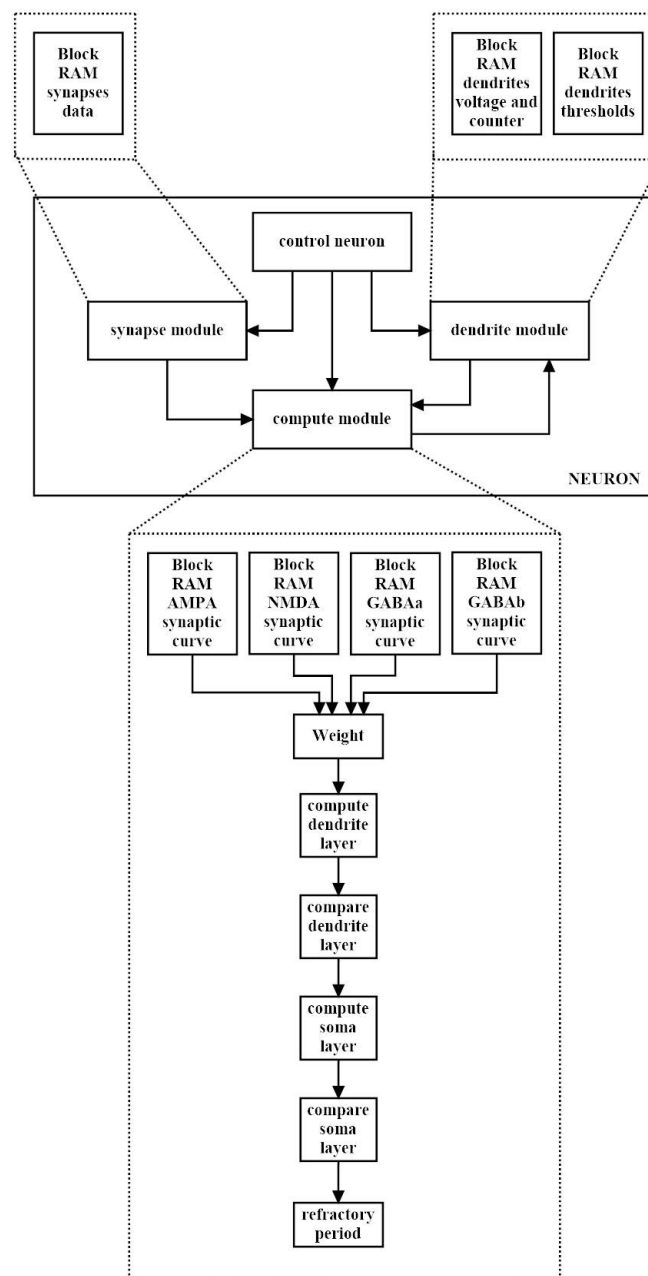 Block
RAM
synapses
data
Block
RAM
dendrites
voltage and
counter
Block
RAM
dendrites
thresholds
control neuron
synapse module
dendrite module
compute module
NEURON
Block
RAM
AMPA
synaptic
curve
Block
RAM
NMDA
synaptic
curve
Block
RAM
GABAa
synaptic
curve
Block
RAM
GABAb
synaptic
curve
Weight
compute
dendrite
layer
compare
dendrite
layer
compute
soma
layer
compare
soma
layer
refractory
period